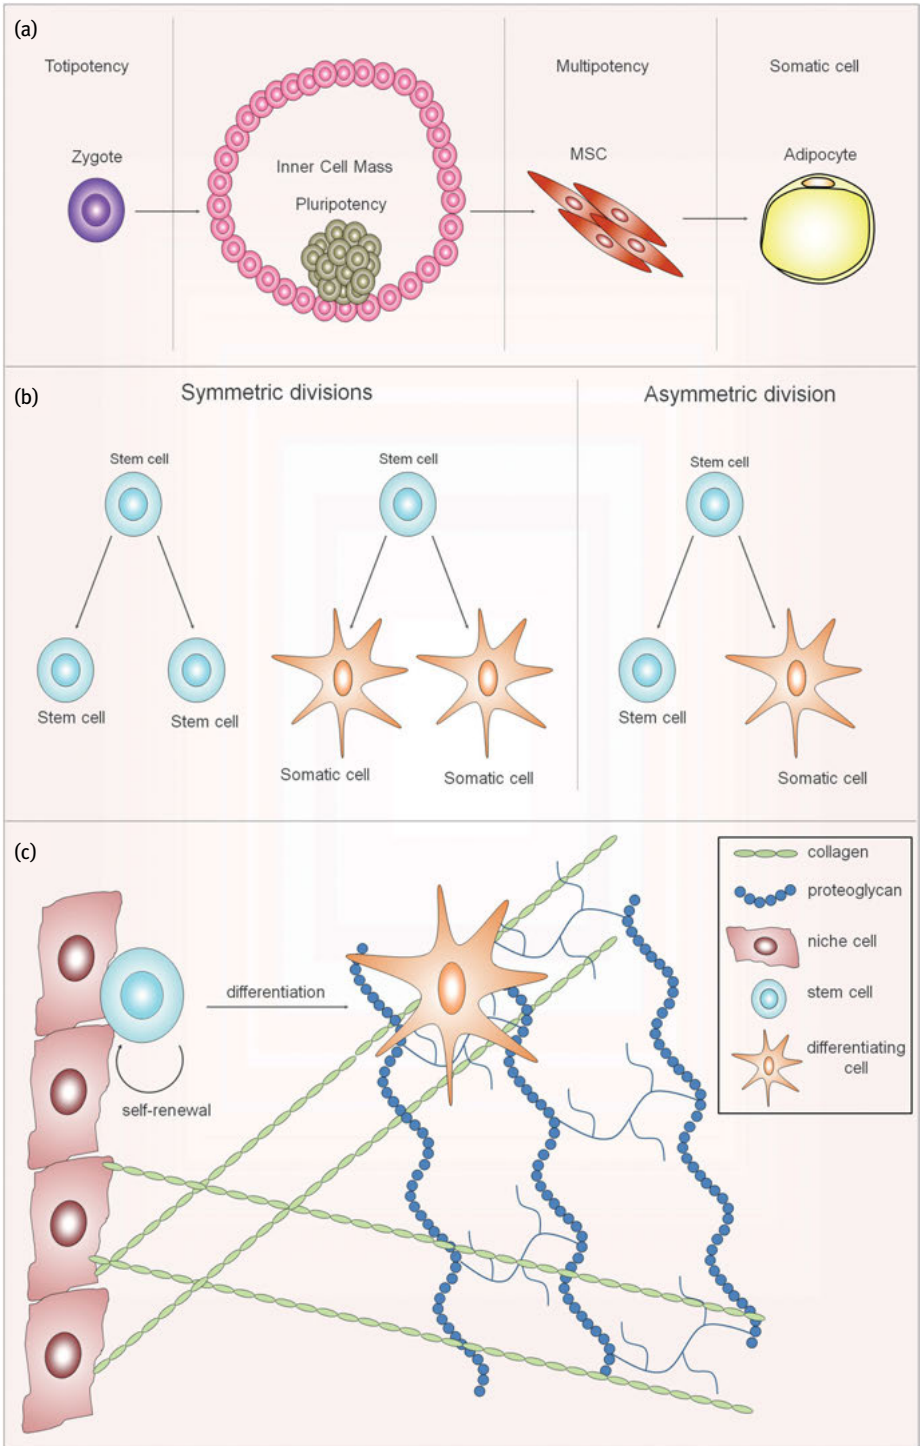 (a)
Totipotency
Multipotency
Somatic cell
Zygote
Inner Cell Mass
Pluripotency
MSC
Adipocyte
(b)
Symmetric divisions
Asymmetric division
Stem cell
Stem cell
Stem cell
Stem cell
Stem cell
Somatic cell
Somatic cell
Stem cell
Somatic cell
(c)
collagen
proteoglycan
niche cell
stem cell
differentiating
cell
differentiation
self-renewal